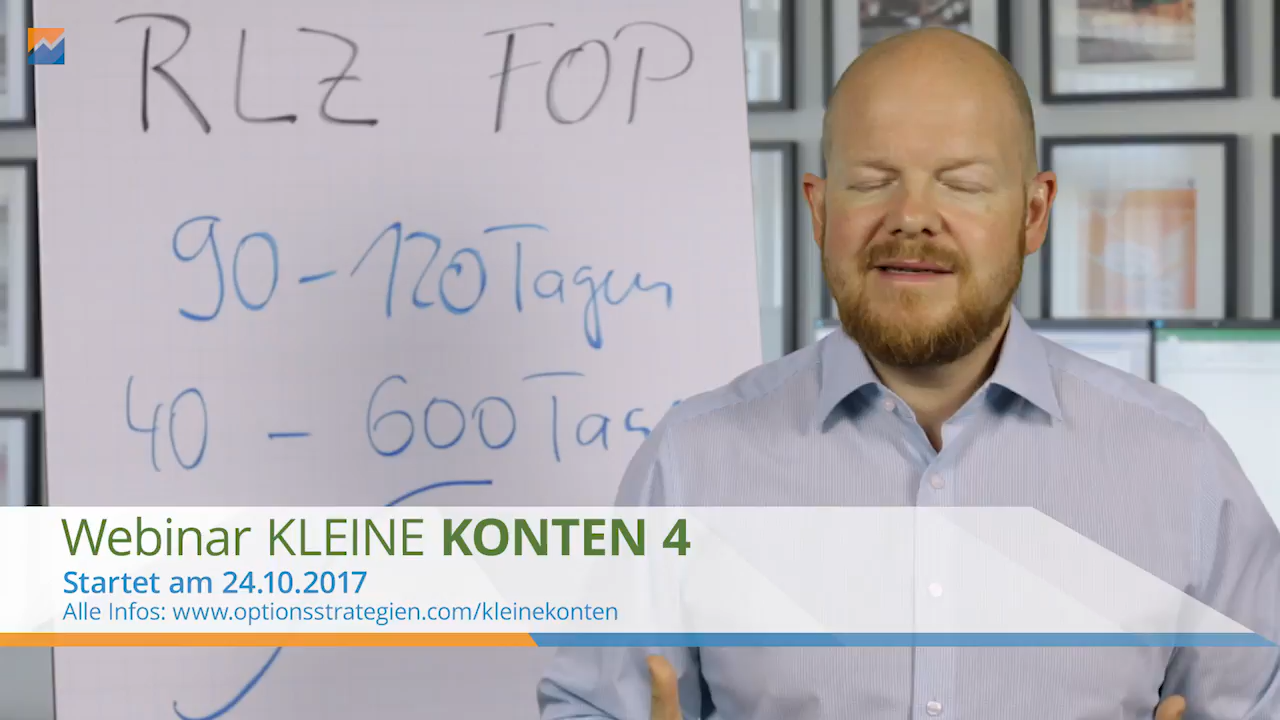 RLZ FOP
90 - 120 Tagen
40 - 600
Webinar KLEINE KONTEN 4
Startet am 24.10.2017
Alle Infos: www.optionsstrategien.com/kleinekonten